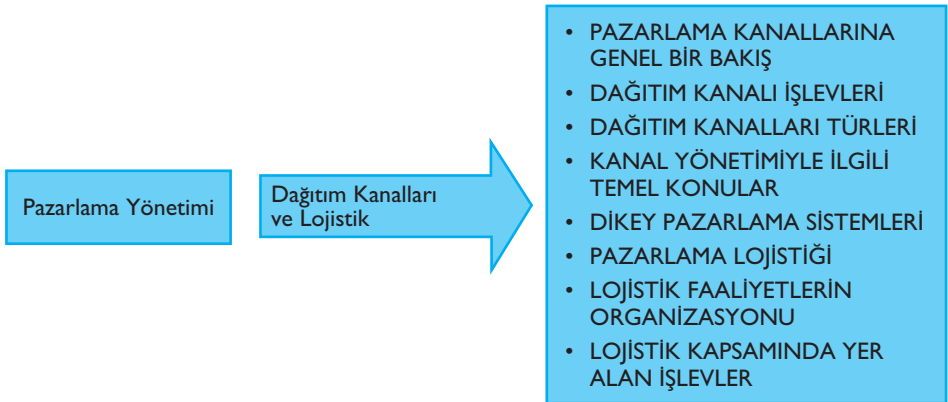 Pazarlama Yönetimi
Dağıtım Kanalları
ve Lojistik
• PAZARLAMA KANALLARINA
GENEL BİR BAKIŞ
• DAĞITIM KANALI İŞLEVLERİ
• DAĞITIM KANALLARI TÜRLERİ
• KANAL YÖNETİMİYLE İLGİLİ
TEMEL KONULAR
• DİKEY PAZARLAMA SİSTEMLERİ
• PAZARLAMA LOJİSTİĞİ
• LOJİSTİK FAALİYETLERİN
ORGANİZASYONU
• LOJİSTİK KAPSAMINDA YER
ALAN İŞLEVLER